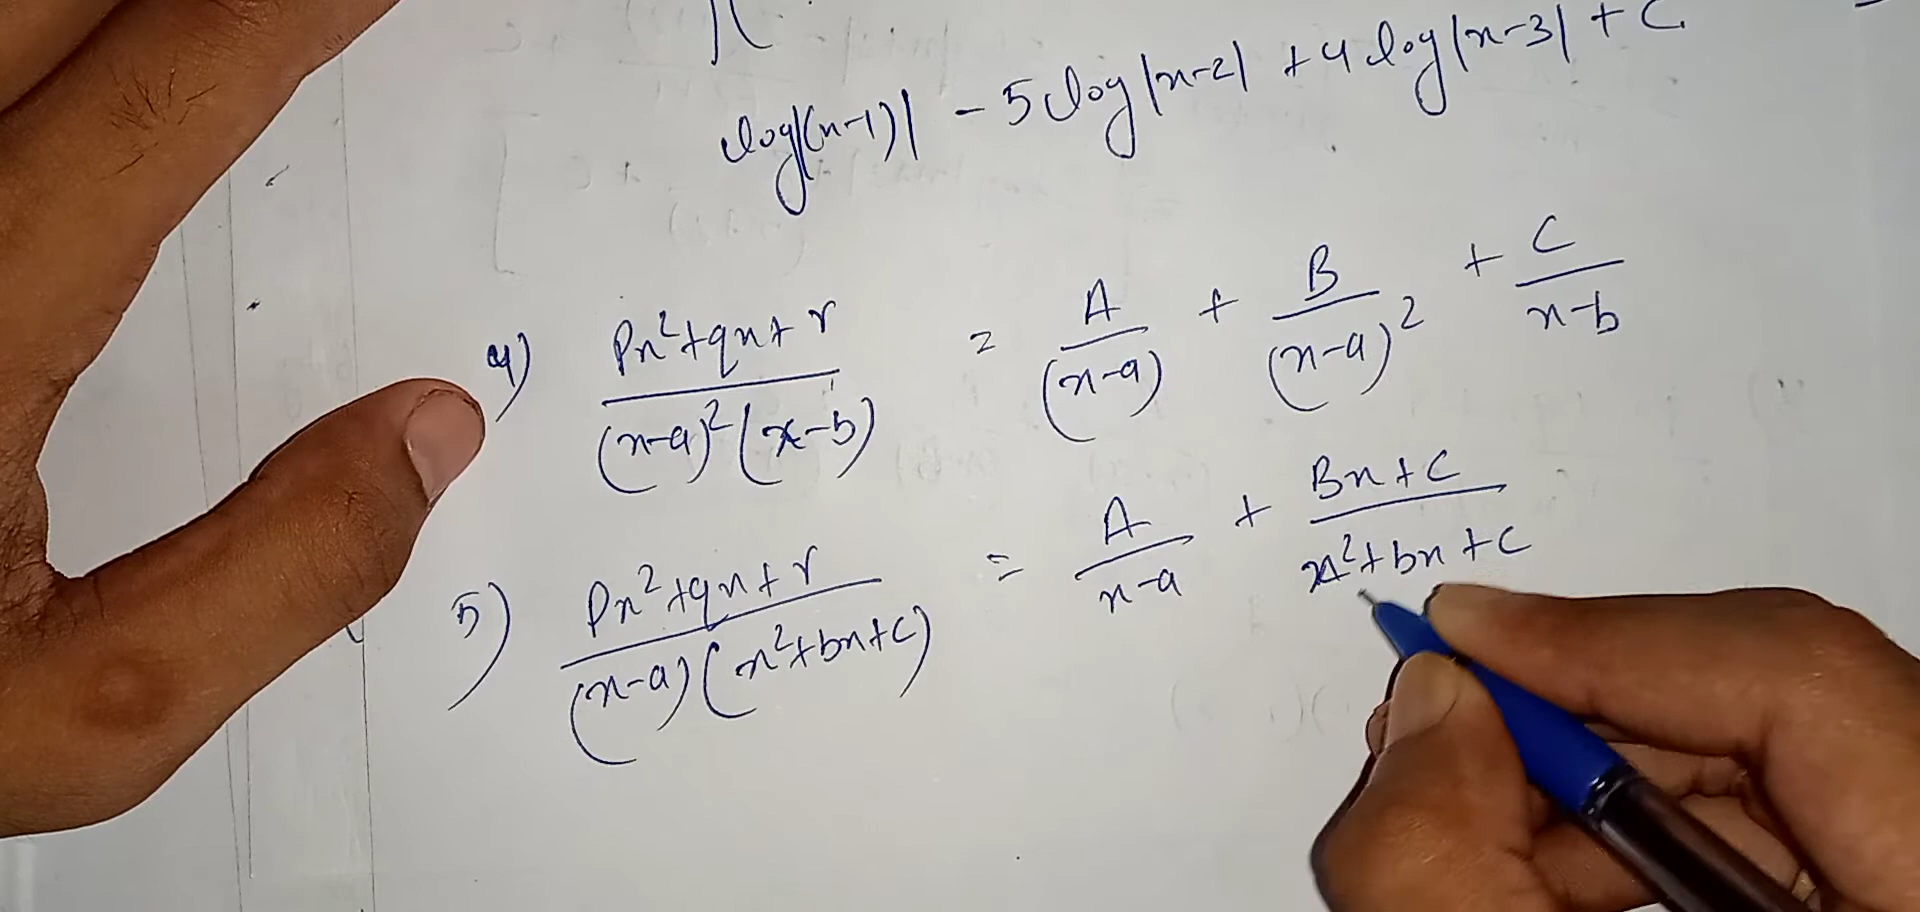 log|(x-1)| - 5 log|x-2| + 4 log|x-3| + C
4) (px²+qx+r)/((x-a)²(x-b)) = A/(x-a) + B/(x-a)² + C/(x-b)
5) (px²+qx+r)/((x-a)(x²+bx+c)) = A/(x-a) + (Bx+C)/(x²+bx+c)